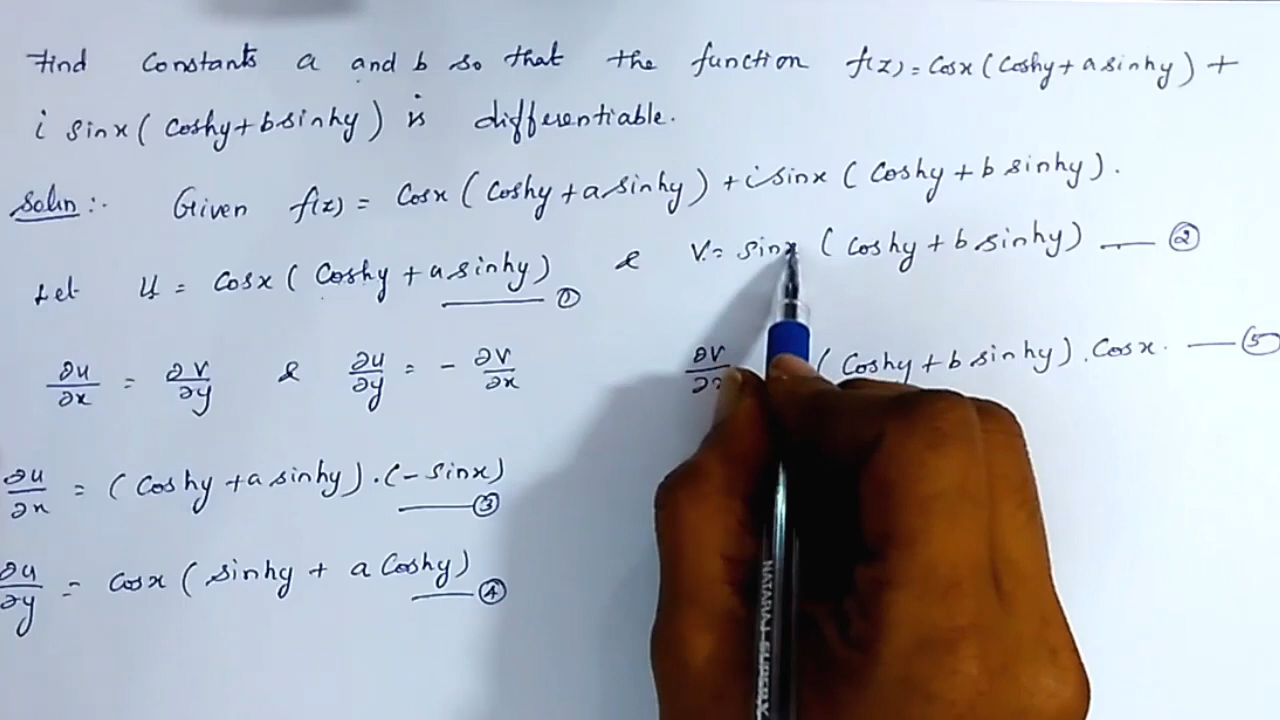 Find constants a and b so that the function f(z) = cosx (coshy + a sinhy) +
i sinx ( coshy + b sinhy ) is differentiable.
Soln :- Given f(z) = cosx (coshy + a sinhy) + i sinx ( coshy + b sinhy ).
Let u = cosx ( coshy + a sinhy ) — ① & v = sinx ( coshy + b sinhy ) — ②
∂u/∂x = ∂v/∂y & ∂u/∂y = - ∂v/∂x
∂v ( coshy + b sinhy ) . cosx. — ⑤
∂u/∂x = ( coshy + a sinhy ) . (- sinx) — ③
∂u/∂y = cosx ( sinhy + a coshy ) — ④
NATARAJ SUPERX